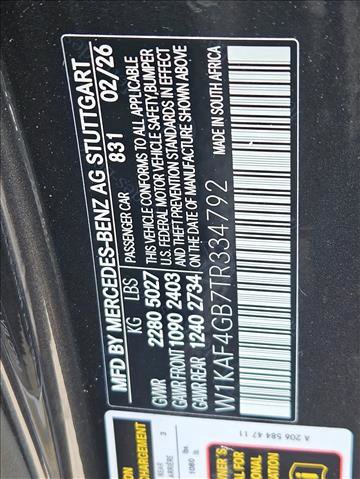 MFD BY MERCEDES-BENZ AG STUTTGART
831 02/26
PASSENGER CAR
THIS VEHICLE CONFORMS TO ALL APPLICABLE
U.S. FEDERAL MOTOR VEHICLE SAFETY,BUMPER
AND THEFT PREVENTION STANDARDS IN EFFECT
ON THE DATE OF MANUFACTURE SHOWN ABOVE
KG LBS
GVWR 2280 5027
GAWR FRONT 1090 2403
GAWR REAR 1240 2734
MADE IN SOUTH AFRICA
W1KAF4GB7TR334792
A 206 584 47 11